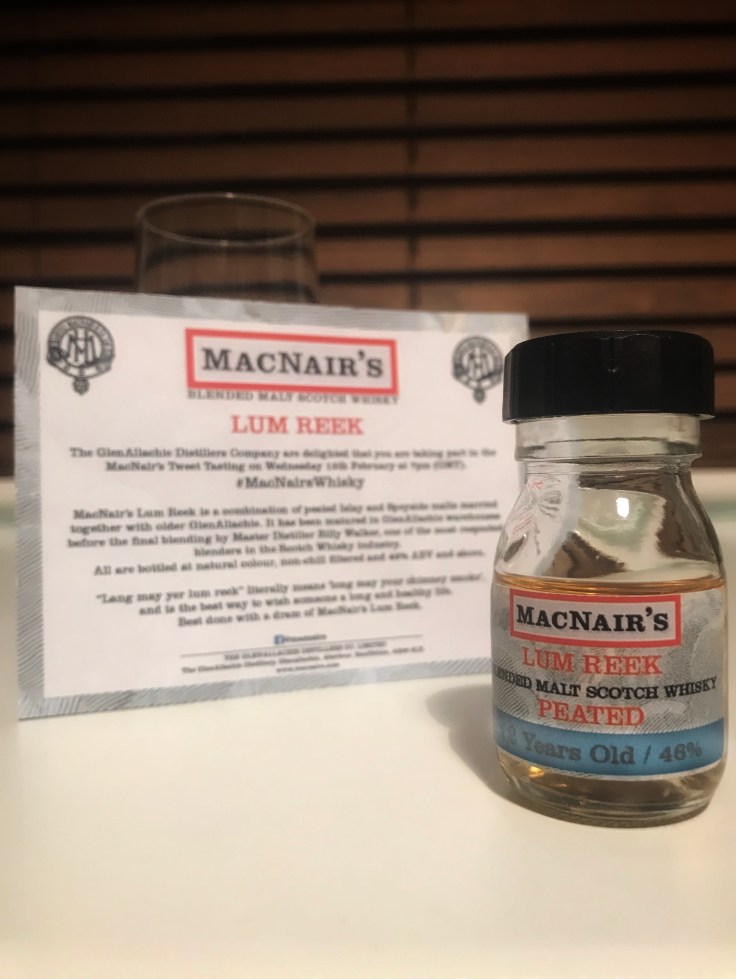 MACNAIR'S
BLENDED MALT SCOTCH WHISKY
LUM REEK
The GlenAllachie Distillers Company are delighted that you are taking part in the
MacNair's Tweet Tasting on Wednesday February at 7pm (GMT).
#MacNairsWhisky
MacNair's Lum Reek is a combination of peated Islay and Speyside malts married
together with older GlenAllachie. It has been matured in GlenAllachie warehouses
before the final blending by Master Distiller Billy Walker, one of the most respected
blenders in the Scotch Whisky industry.
All are bottled at natural colour, non-chill filtered and 46% ABV and above.
"Lang may yer lum reek" literally means 'long may your chimney smoke'.
and is the best way to wish someone a long and healthy life.
Best done with a dram of MacNair's Lum Reek.
THE GLENALLACHIE DISTILLERS CO. LIMITED
The GlenAllachie Distillery, Glenallachie, Aberlour, Banffshire,
MACNAIR'S
LUM REEK
BLENDED MALT SCOTCH WHISKY
PEATED
12 Years Old / 46%